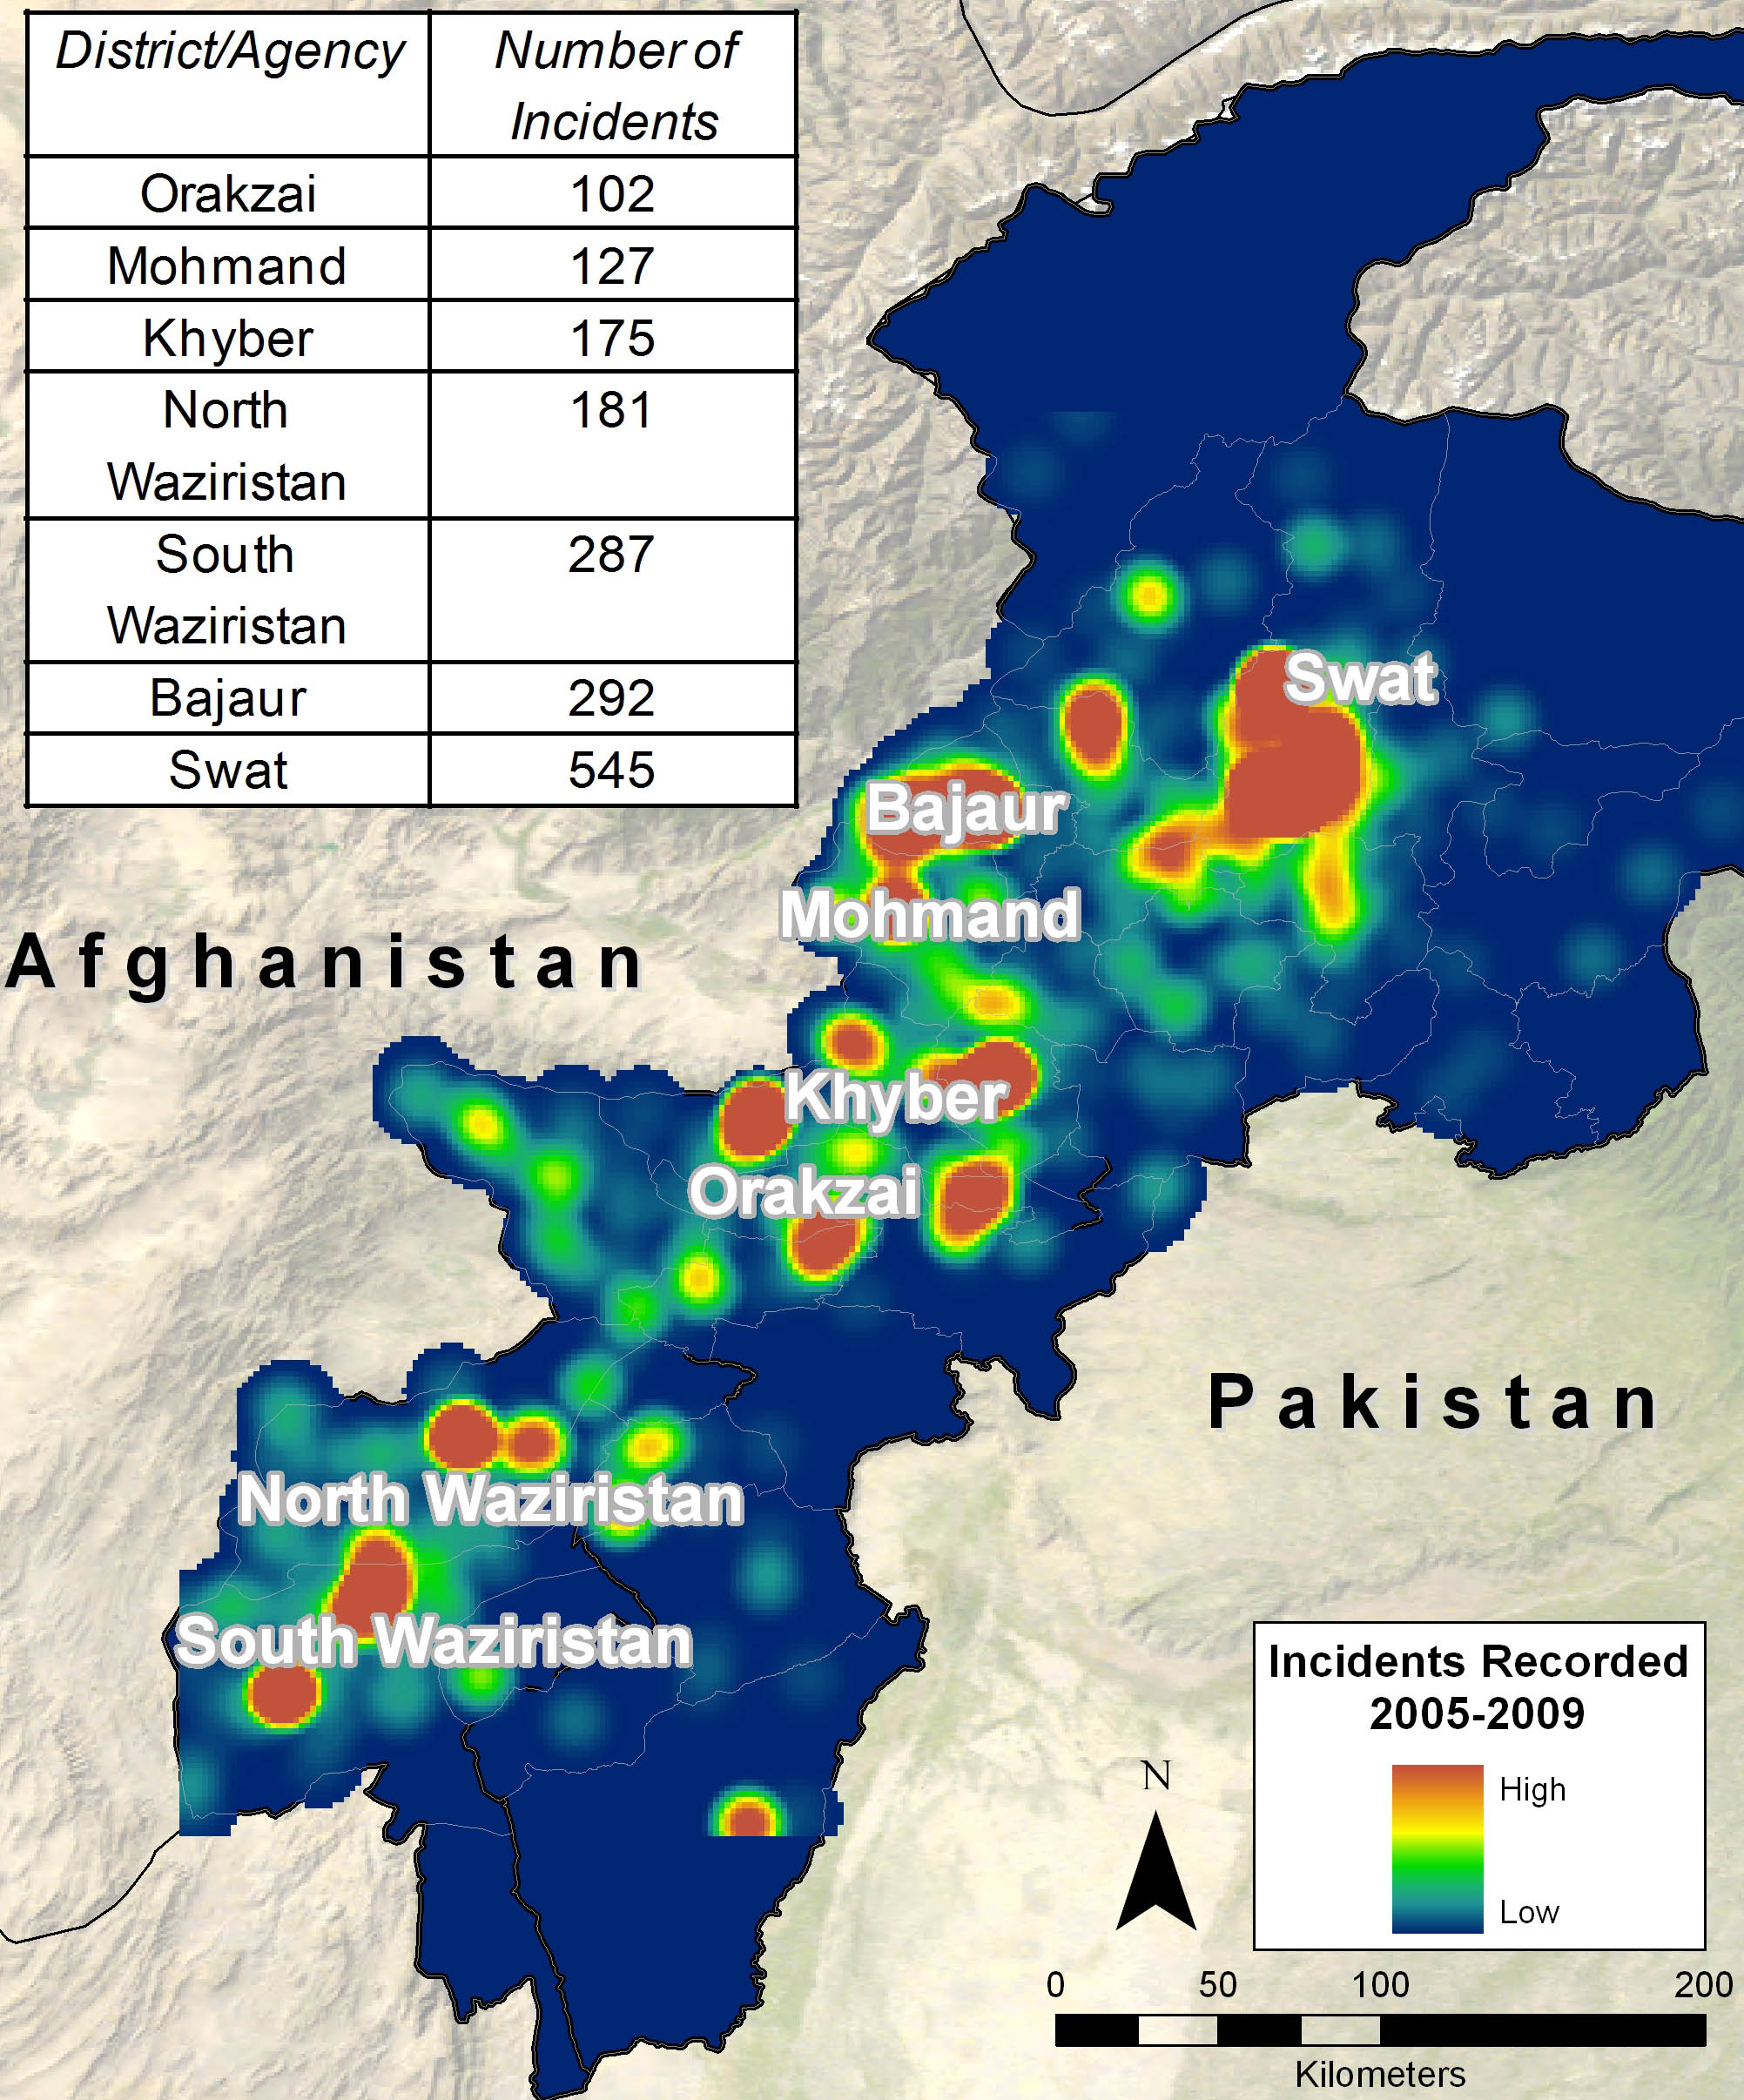 District/Agency Number of
Incidents
Orakzai 102
Mohmand 127
Khyber 175
North 181
Waziristan
South 287
Waziristan
Bajaur 292
Swat 545
Swat
Bajaur
Mohmand
Afghanistan
Khyber
Orakzai
Pakistan
North Waziristan
South Waziristan
Incidents Recorded
2005-2009
High
Low
N
0 50 100 200
Kilometers